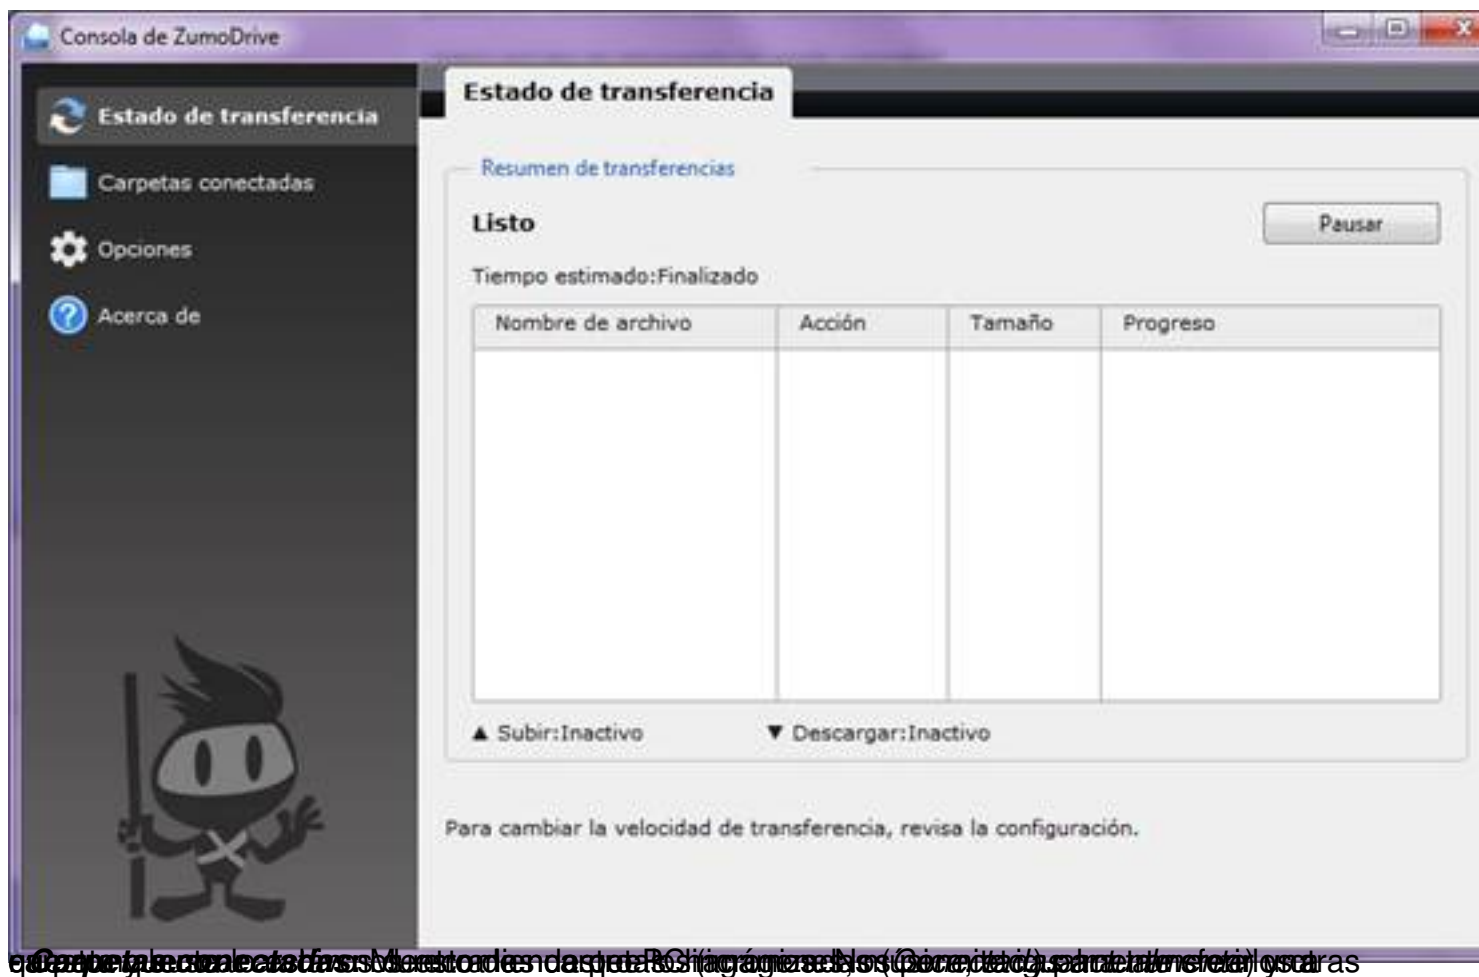 Consola de ZumoDrive
Estado de transferencia
Carpetas conectadas
Opciones
Acerca de
Estado de transferencia
Resumen de transferencias
Listo
Pausar
Tiempo estimado:Finalizado
Nombre de archivo Acción Tamaño Progreso
▲ Subir:Inactivo ▼ Descargar:Inactivo
Para cambiar la velocidad de transferencia, revisa la configuración.